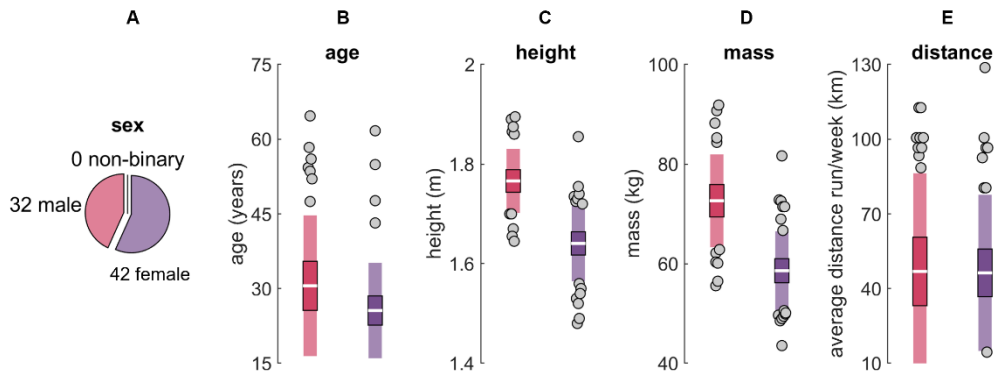 A
B
C
D
E
sex
0 non-binary
32 male
42 female
age
age (years)
75
60
45
30
15
height
height (m)
2
1.8
1.6
1.4
mass
mass (kg)
100
80
60
40
distance
average distance run/week (km)
130
100
70
40
10